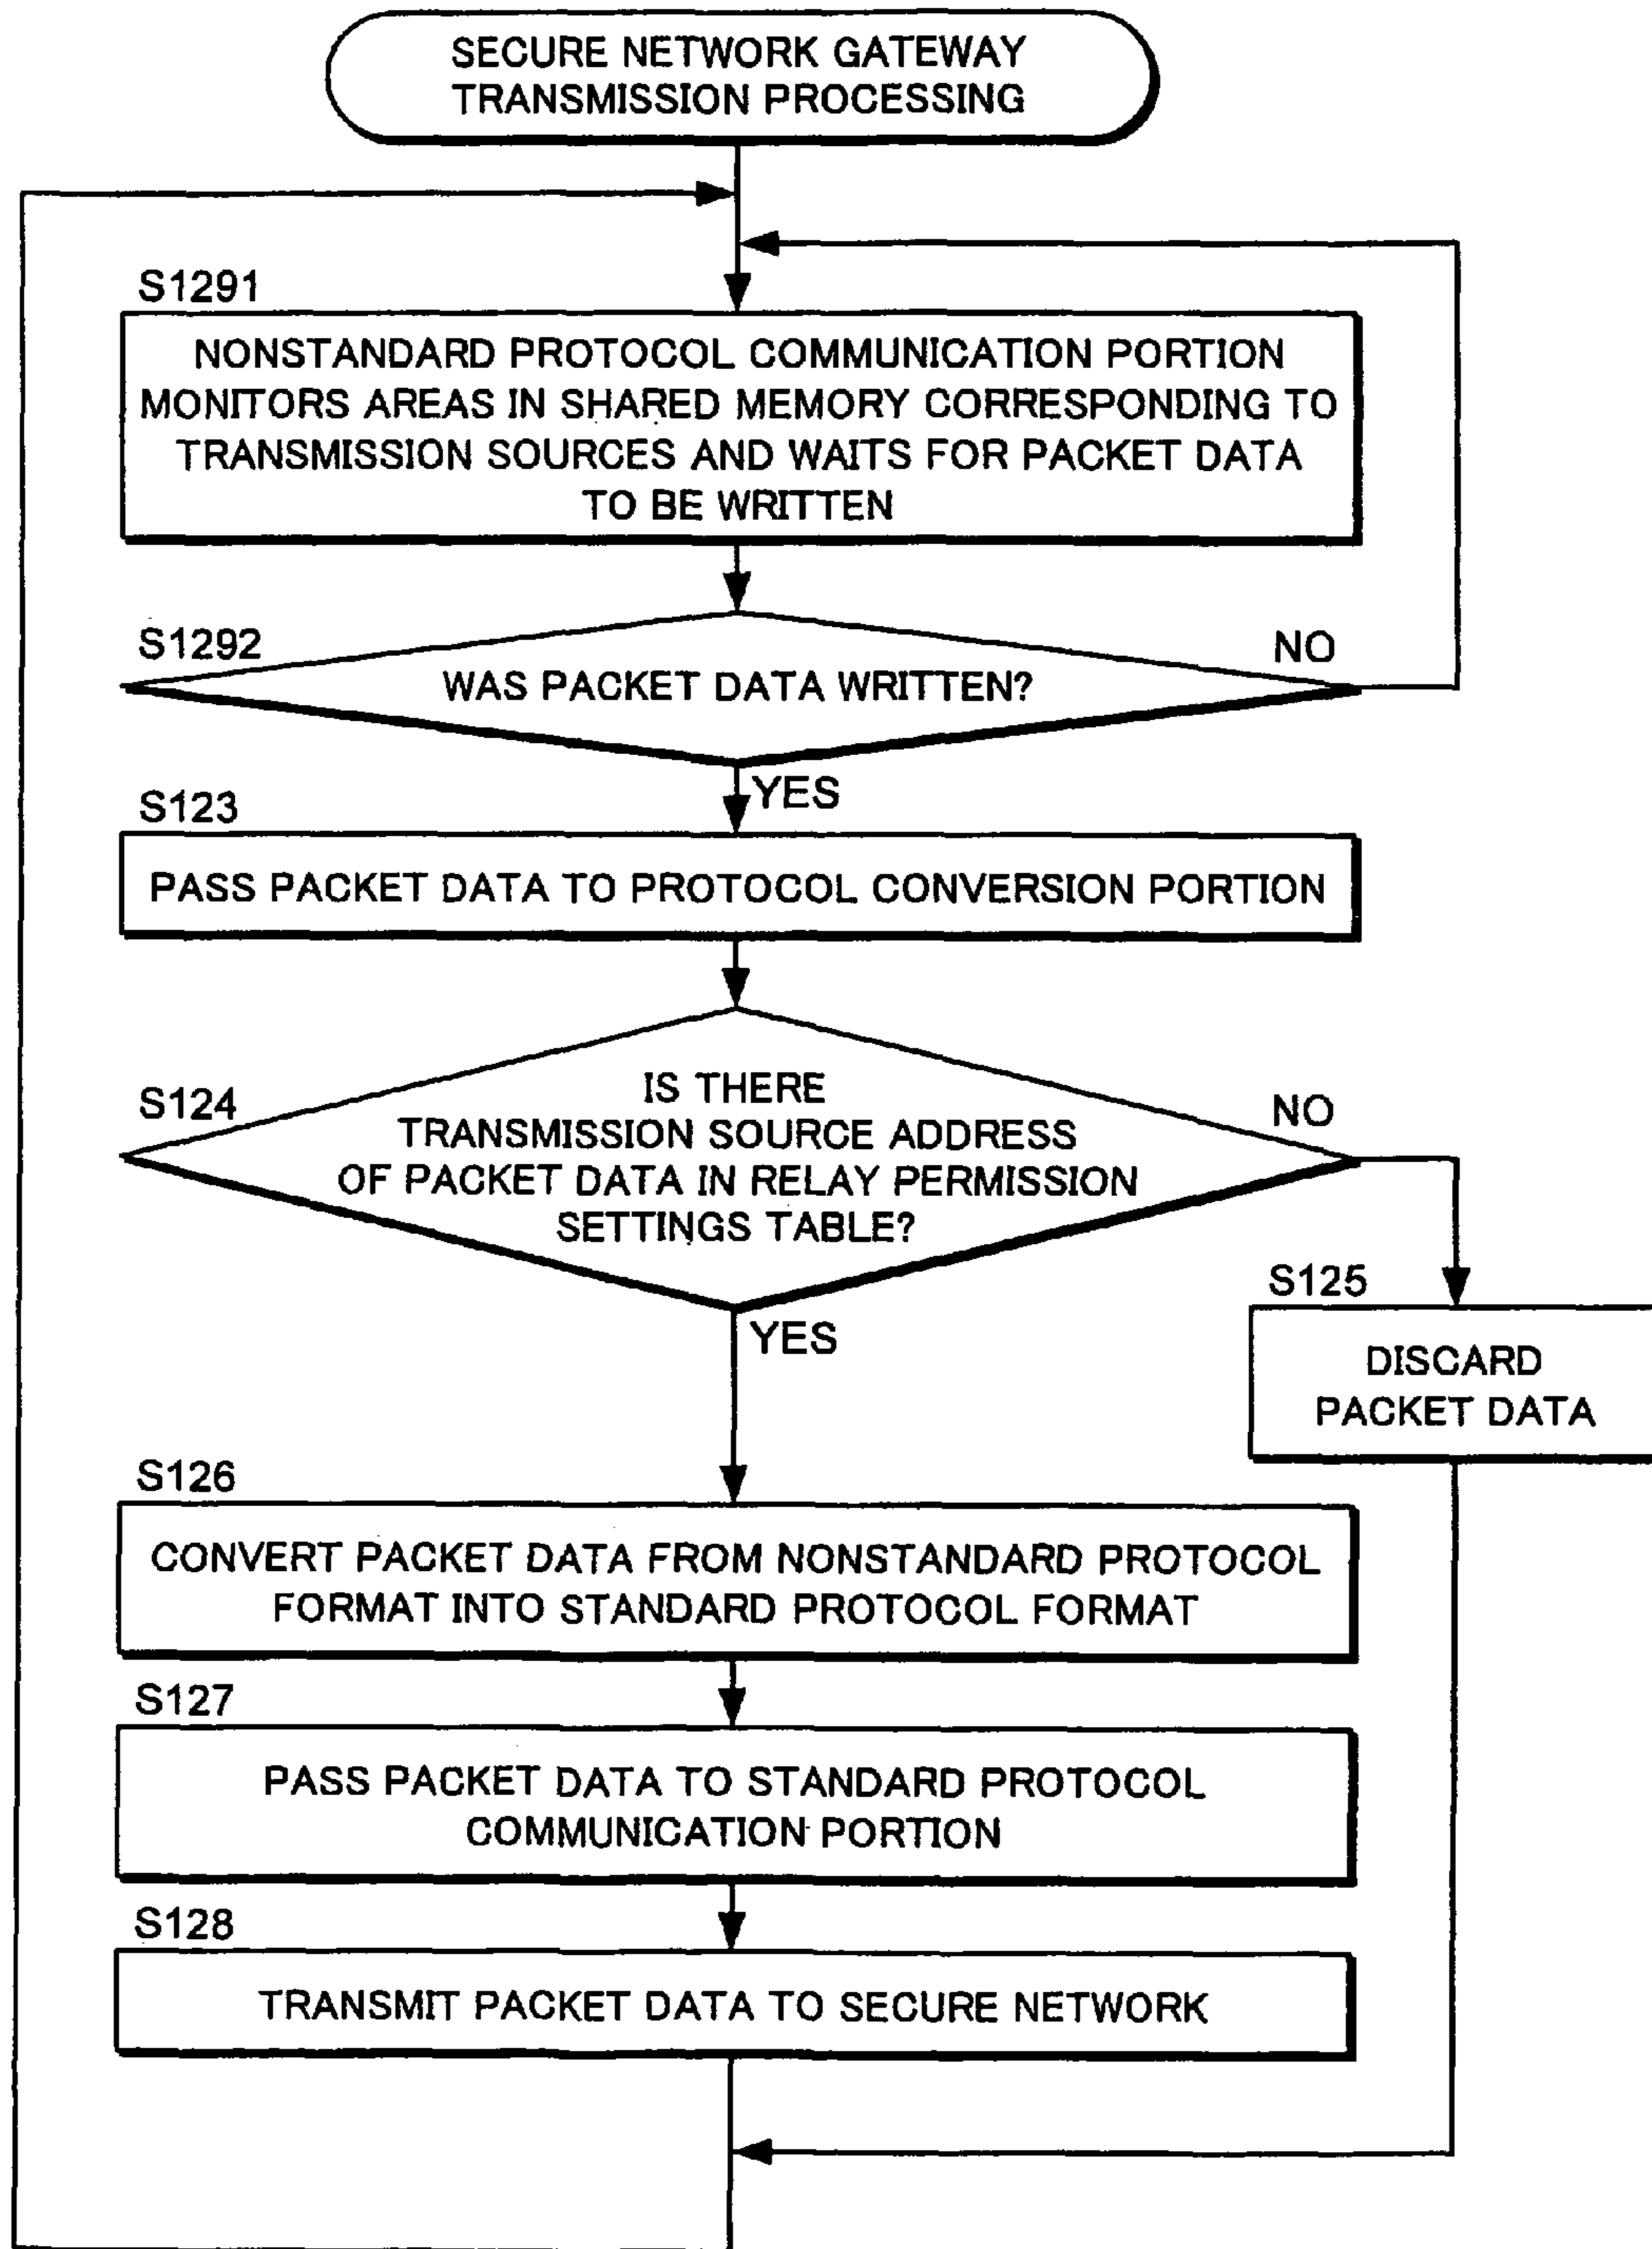 SECURE NETWORK GATEWAY
TRANSMISSION PROCESSING
S1291
NONSTANDARD PROTOCOL COMMUNICATION PORTION
MONITORS AREAS IN SHARED MEMORY CORRESPONDING TO
TRANSMISSION SOURCES AND WAITS FOR PACKET DATA
TO BE WRITTEN
S1292
NO
WAS PACKET DATA WRITTEN?
YES
S123
PASS PACKET DATA TO PROTOCOL CONVERSION PORTION
S124
NO
IS THERE
TRANSMISSION SOURCE ADDRESS
OF PACKET DATA IN RELAY PERMISSION
SETTINGS TABLE?
YES
S125
DISCARD
PACKET DATA
S126
CONVERT PACKET DATA FROM NONSTANDARD PROTOCOL
FORMAT INTO STANDARD PROTOCOL FORMAT
S127
PASS PACKET DATA TO STANDARD PROTOCOL
COMMUNICATION PORTION
S128
TRANSMIT PACKET DATA TO SECURE NETWORK